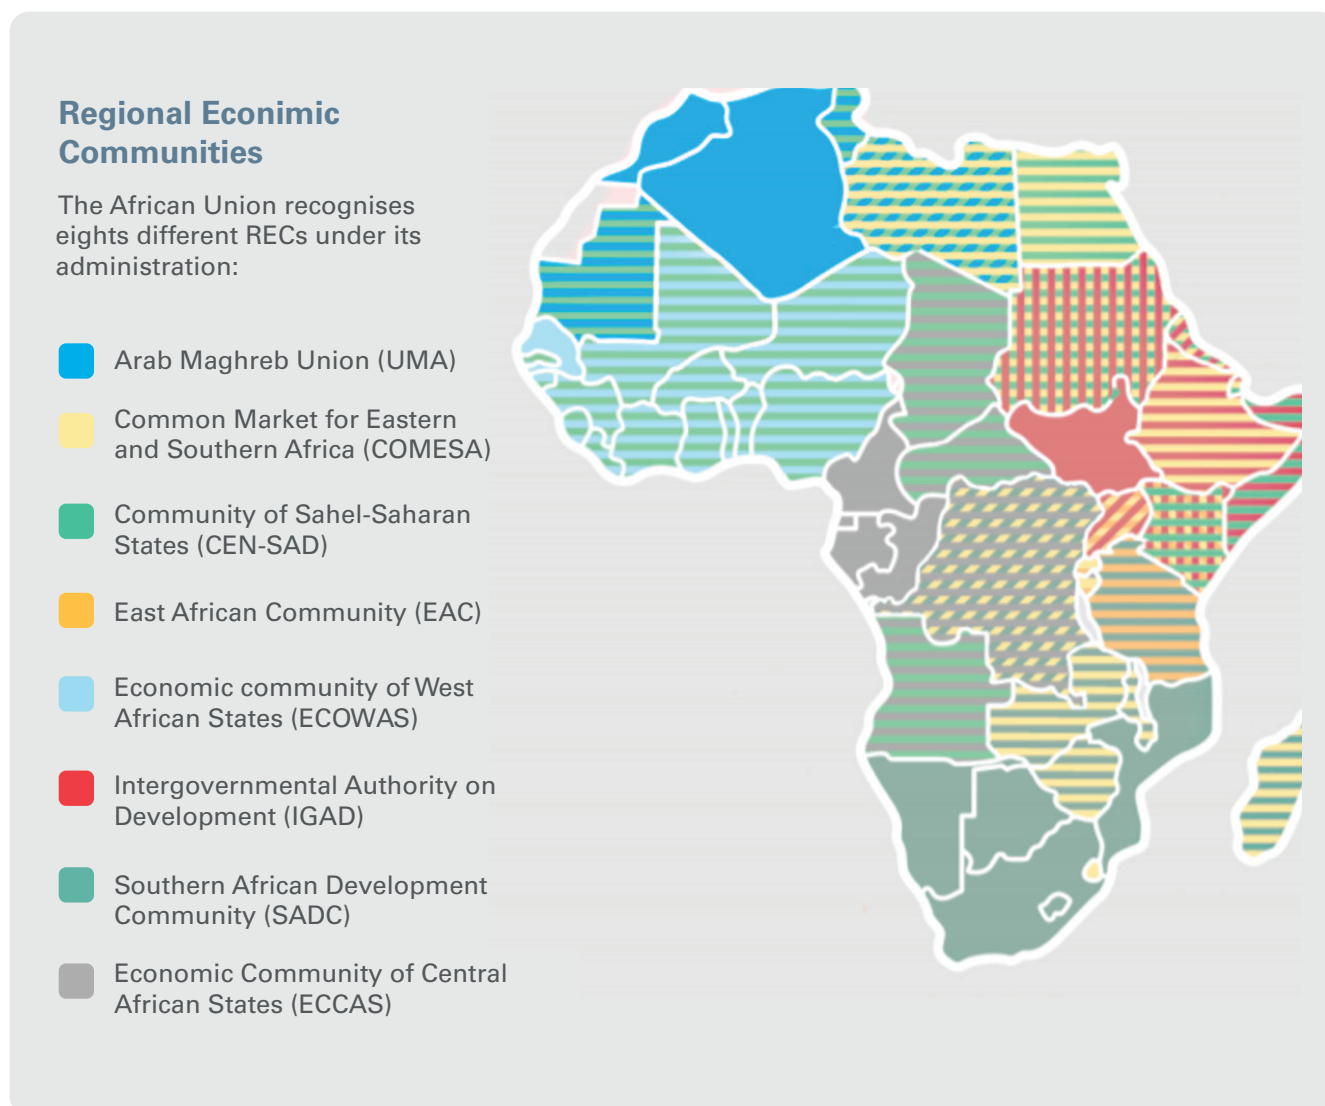 Regional Econimic
Communities
The African Union recognises
eights different RECs under its
administration:
Arab Maghreb Union (UMA)
Common Market for Eastern
and Southern Africa (COMESA)
Community of Sahel-Saharan
States (CEN-SAD)
East African Community (EAC)
Economic community of West
African States (ECOWAS)
Intergovernmental Authority on
Development (IGAD)
Southern African Development
Community (SADC)
Economic Community of Central
African States (ECCAS)